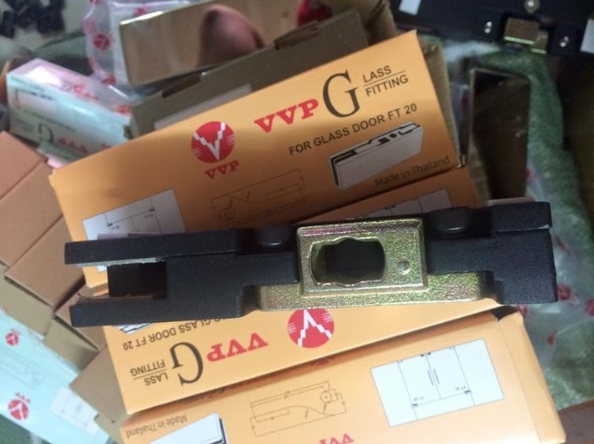 VVP G LASS
FITTING
FOR GLASS DOOR FT 20
VVP
Made in Thailand
GLASS DOOR FT 20
VVP G LASS
FITTING
Made in Thailand
VVP